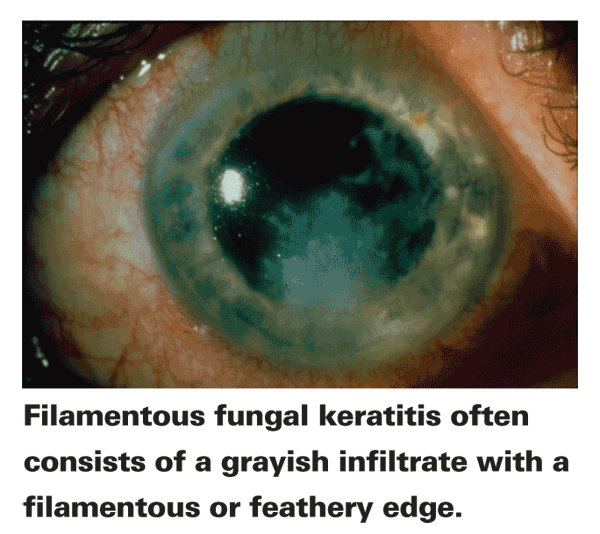 Filamentous fungal keratitis often
consists of a grayish infiltrate with a
filamentous or feathery edge.